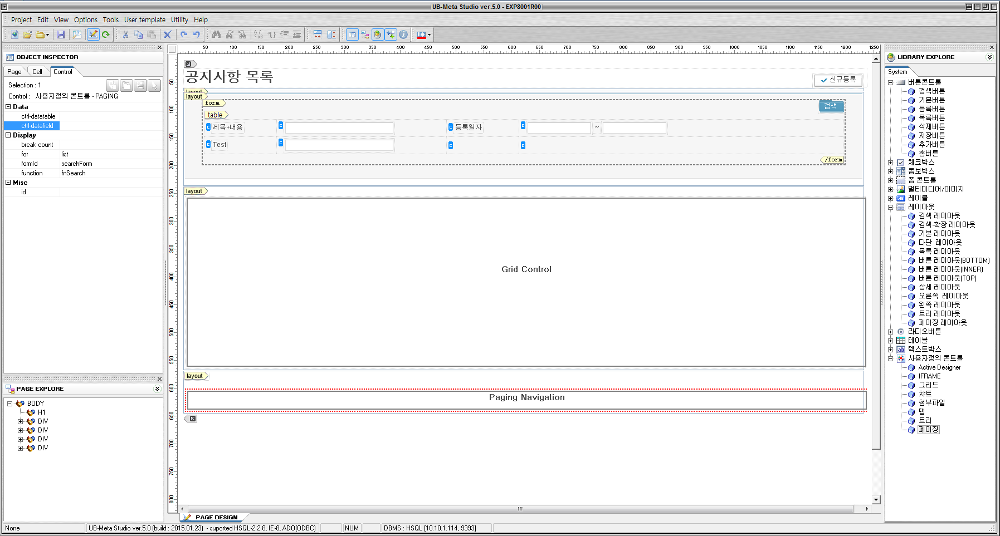 UB-Meta Studio ver.5.0 - EXP8001R00
Project Edit View Options Tools User template Utility Help
OBJECT INSPECTOR
Page Cell Control
Selection : 1
Control : 사용자정의 콘트롤 - PAGING
Data
ctrl-datatable
ctrl-datafield
Display
break count
for list
formId searchForm
function fnSearch
Misc
id
PAGE EXPLORE
BODY
H1
DIV
DIV
DIV
DIV
50 100 150 200 250 300 350 400 450 500 550 600 650 700 750 800 850 900 950 1000 1050 1100 1150 1200 1250
50
100
150
200
250
300
350
400
450
500
550
600
650
700
750
800
공지사항 목록
신규등록
layout
layout
form
검색
table
제목+내용 등록일자 ~
Test
/form
layout
Grid Control
layout
Paging Navigation
PAGE DESIGN
LIBRARY EXPLORE
System
버튼콘트롤
검색버튼
기본버튼
등록버튼
목록버튼
삭제버튼
저장버튼
추가버튼
홈버튼
체크박스
콤보박스
폼 콘트롤
멀티미디어/이미지
레이블
레이아웃
검색 레이아웃
검색-확장 레이아웃
기본 레이아웃
다단 레이아웃
목록 레이아웃
버튼 레이아웃(BOTTOM)
버튼 레이아웃(INNER)
버튼 레이아웃(TOP)
상세 레이아웃
오른쪽 레이아웃
왼쪽 레이아웃
트리 레이아웃
페이징 레이아웃
라디오버튼
테이블
텍스트박스
사용자정의 콘트롤
Active Designer
IFRAME
그리드
챠트
첨부파일
탭
트리
페이징
None UB-Meta Studio ver.5.0 (build : 2015.01.23) - suported HSQL-2.2.8, IE-8, ADO(ODBC) NUM DBMS : HSQL [10.10.1.114, 9393]